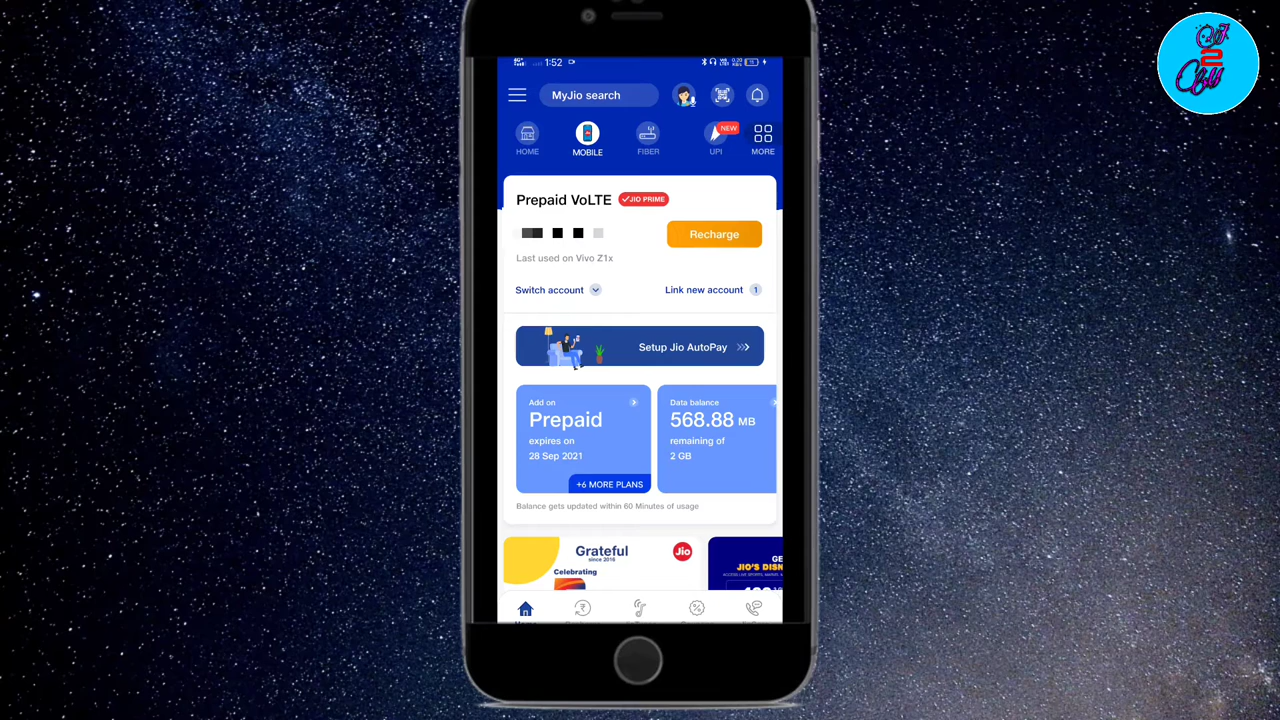 1:52
MyJio search
HOME
MOBILE
FIBER
NEW
UPI
MORE
Prepaid VoLTE
JIO PRIME
Recharge
Last used on Vivo Z1x
Switch account
Link new account 1
Setup Jio AutoPay
Add on
Prepaid
expires on
28 Sep 2021
+6 MORE PLANS
Data balance
568.88 MB
remaining of
2 GB
Balance gets updated within 60 Minutes of usage
Grateful
since 2016
Celebrating
Jio
GE
JIO'S DISN
2